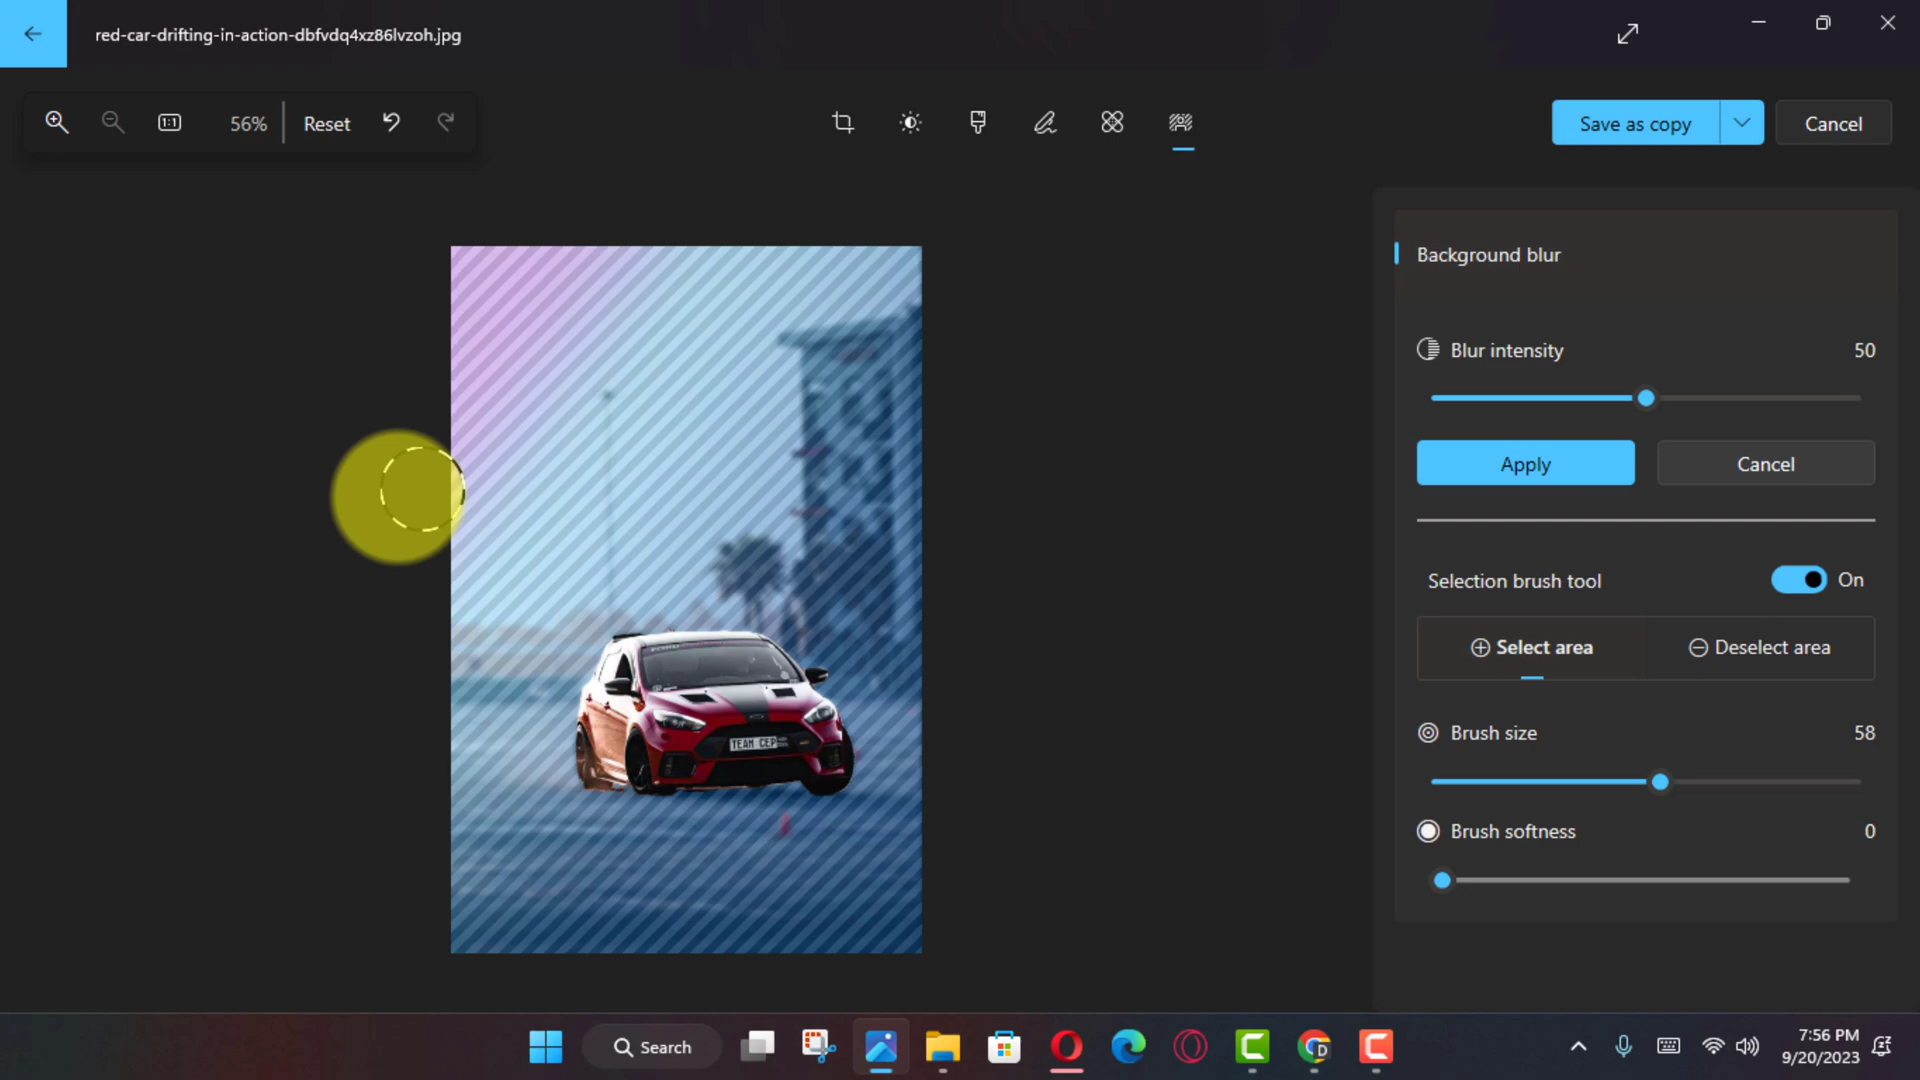 red-car-drifting-in-action-dbfvdq4xz86lvzoh.jpg
1:1
56%
Reset
Save as copy
Cancel
Background blur
Blur intensity
50
Apply
Cancel
Selection brush tool
On
Select area
Deselect area
Brush size
58
Brush softness
0
TEAM CEP
Search
D
7:56 PM
9/20/2023